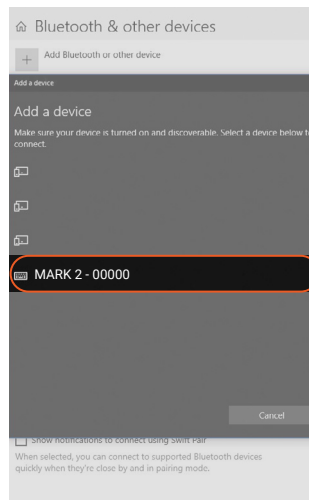 Bluetooth & other devices
Add Bluetooth or other device
Add a device
Add a device
Make sure your device is turned on and discoverable. Select a device below to
connect.
MARK 2 - 00000
Cancel
Show notifications to connect using Swift Pair
When selected, you can connect to supported Bluetooth devices
quickly when they're close by and in pairing mode.